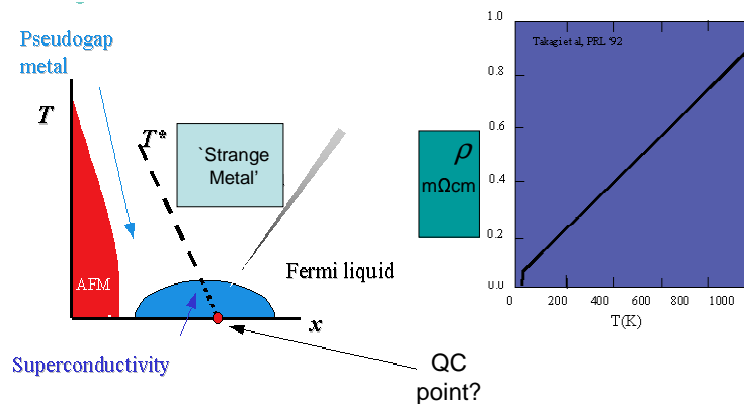 Pseudogap
metal
T
T*
`Strange
Metal'
AFM
Fermi liquid
x
Superconductivity
QC
point?
ρ
mΩcm
Takagi et al, PRL '92
1.0
0.8
0.6
0.4
0.2
0.0
0 200 400 600 800 1000
T(K)